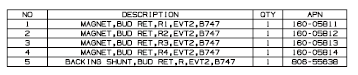 NO DESCRIPTION QTY APN
1 MAGNET,BUD RET,R1,EVT2,B747 1 160-05811
2 MAGNET,BUD RET,R2,EVT2,B747 1 160-05812
3 MAGNET,BUD RET,R3,EVT2,B747 1 160-05813
4 MAGNET,BUD RET,R4,EVT2,B747 1 160-05814
5 BACKING SHUNT,BUD RET,R,EVT2,B747 1 806-55638